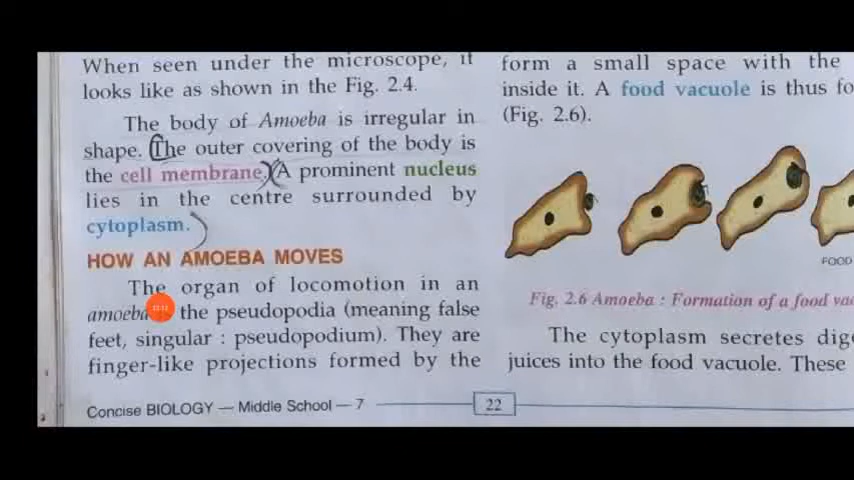 When seen under the microscope, it
looks like as shown in the Fig. 2.4.
The body of Amoeba is irregular in
shape. The outer covering of the body is
the cell membrane. A prominent nucleus
lies in the centre surrounded by
cytoplasm.
HOW AN AMOEBA MOVES
The organ of locomotion in an
amoeba the pseudopodia (meaning false
feet, singular : pseudopodium). They are
finger-like projections formed by the
form a small space with the
inside it. A food vacuole is thus fo
(Fig. 2.6).
FOOD
Fig. 2.6 Amoeba : Formation of a food va
The cytoplasm secretes dige
juices into the food vacuole. These
Concise BIOLOGY — Middle School — 7
22